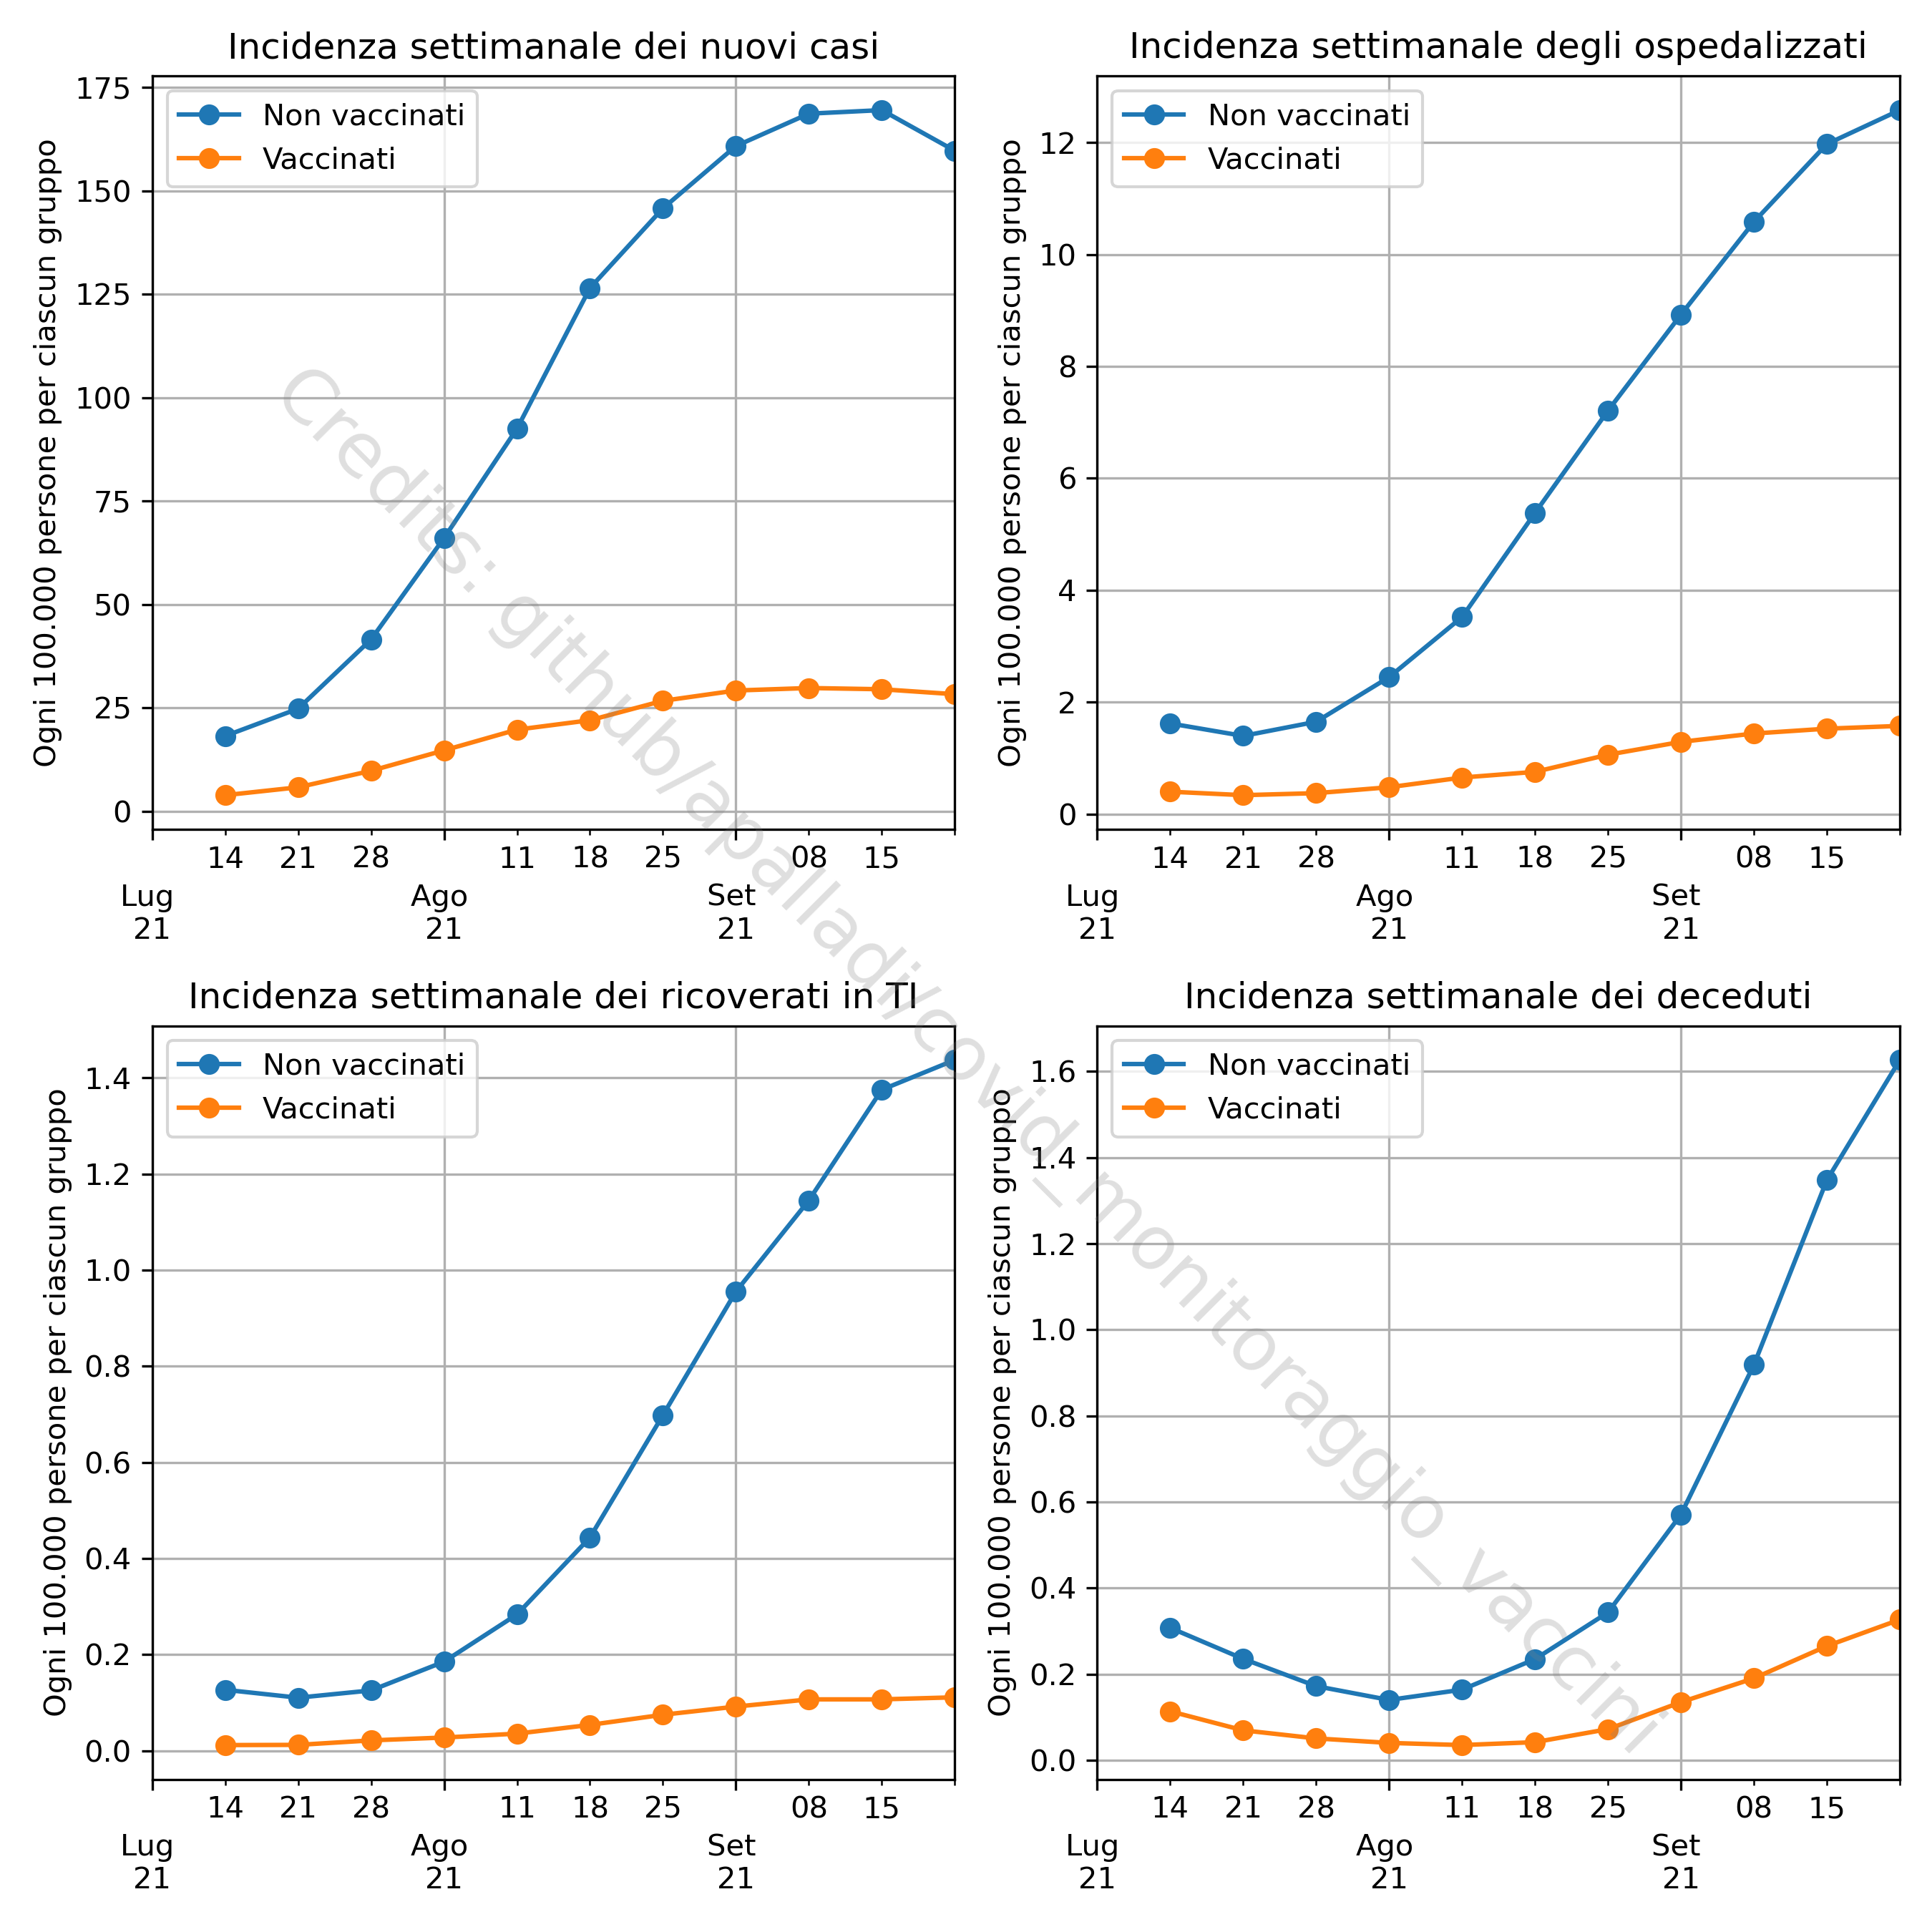 Incidenza settimanale dei nuovi casi
Ogni 100.000 persone per ciascun gruppo
175
150
125
100
75
50
25
0
Non vaccinati
Vaccinati
14 21 28 11 18 25 08 15
Lug Ago Set
21 21 21
Incidenza settimanale degli ospedalizzati
Ogni 100.000 persone per ciascun gruppo
12
10
8
6
4
2
0
Non vaccinati
Vaccinati
14 21 28 11 18 25 08 15
Lug Ago Set
21 21 21
Incidenza settimanale dei ricoverati in TI
Ogni 100.000 persone per ciascun gruppo
1.4
1.2
1.0
0.8
0.6
0.4
0.2
0.0
Non vaccinati
Vaccinati
14 21 28 11 18 25 08 15
Lug Ago Set
21 21 21
Incidenza settimanale dei deceduti
Ogni 100.000 persone per ciascun gruppo
1.6
1.4
1.2
1.0
0.8
0.6
0.4
0.2
0.0
Non vaccinati
Vaccinati
14 21 28 11 18 25 08 15
Lug Ago Set
21 21 21
Credits: github/apalladi/covid_monitoraggio_vaccini